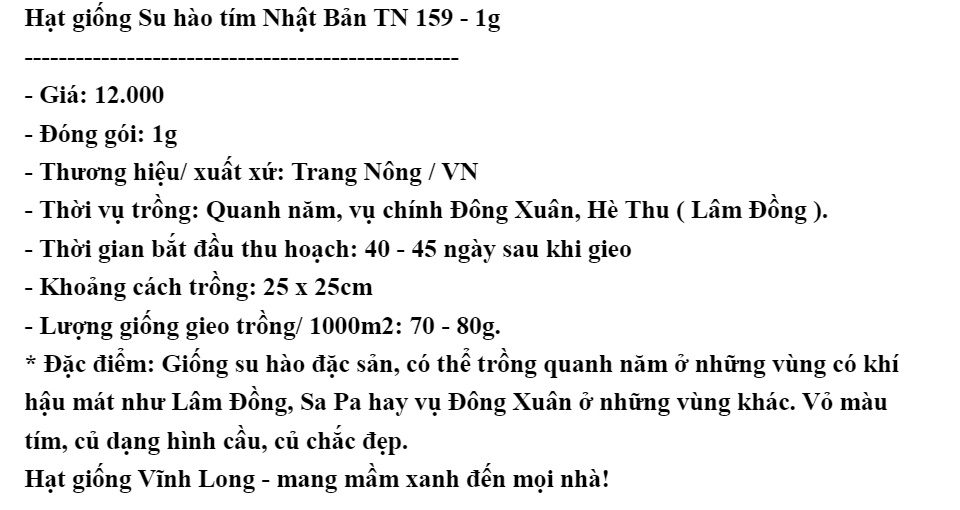 Hạt giống Su hào tím Nhật Bản TN 159 - 1g
----------------------------------------------------
- Giá: 12.000
- Đóng gói: 1g
- Thương hiệu/ xuất xứ: Trang Nông / VN
- Thời vụ trồng: Quanh năm, vụ chính Đông Xuân, Hè Thu ( Lâm Đồng ).
- Thời gian bắt đầu thu hoạch: 40 - 45 ngày sau khi gieo
- Khoảng cách trồng: 25 x 25cm
- Lượng giống gieo trồng/ 1000m2: 70 - 80g.
* Đặc điểm: Giống su hào đặc sản, có thể trồng quanh năm ở những vùng có khí
hậu mát như Lâm Đồng, Sa Pa hay vụ Đông Xuân ở những vùng khác. Vỏ màu
tím, củ dạng hình cầu, củ chắc đẹp.
Hạt giống Vĩnh Long - mang mầm xanh đến mọi nhà!